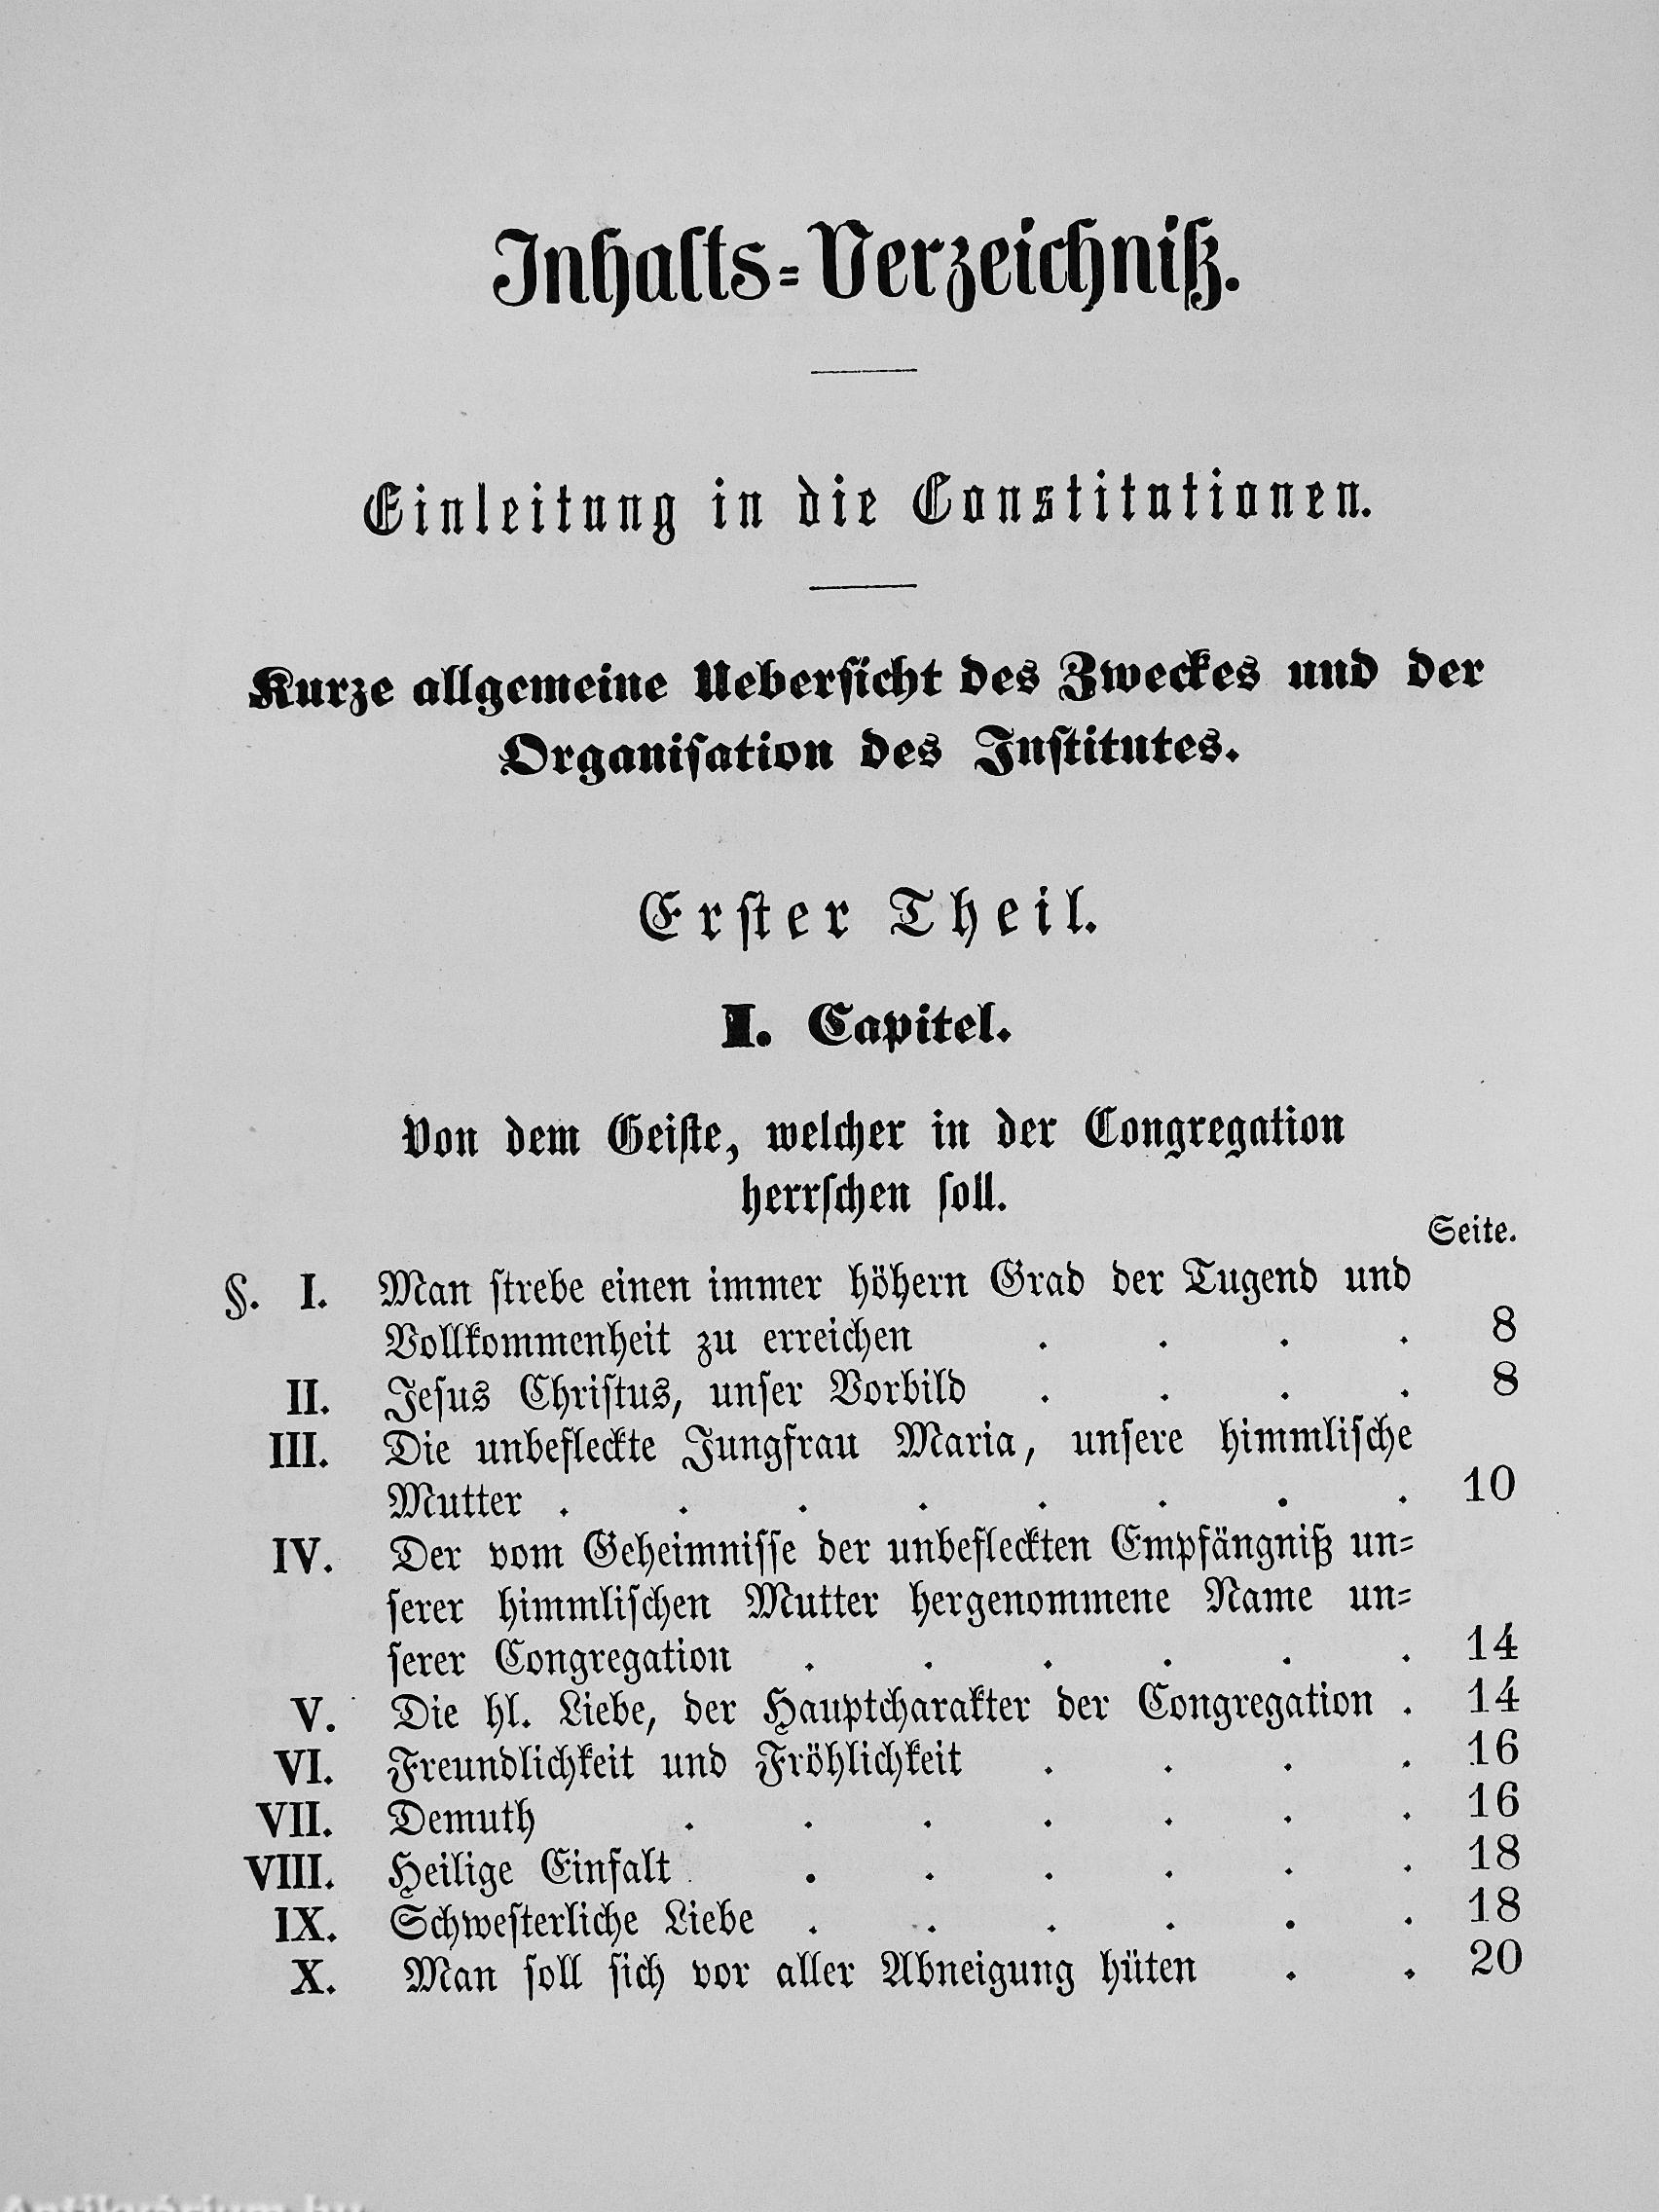 Inhalts-Verzeichniß.
Einleitung in die Constitutionen.
Kurze allgemeine Uebersicht des Zweckes und der
Organisation des Institutes.
Erster Theil.
I. Capitel.
Von dem Geiste, welcher in der Congregation
herrschen soll.
Seite.
§. I. Man strebe einen immer höhern Grad der Tugend und
Vollkommenheit zu erreichen . . . . 8
II. Jesus Christus, unser Vorbild . . . . 8
III. Die unbefleckte Jungfrau Maria, unsere himmlische
Mutter . . . . . . . . 10
IV. Der vom Geheimnisse der unbefleckten Empfängniß un-
serer himmlischen Mutter hergenommene Name un-
serer Congregation . . . . . . 14
V. Die hl. Liebe, der Hauptcharakter der Congregation . 14
VI. Freundlichkeit und Fröhlichkeit . . . . 16
VII. Demuth . . . . . . . 16
VIII. Heilige Einfalt . . . . . . 18
IX. Schwesterliche Liebe . . . . . . 18
X. Man soll sich vor aller Abneigung hüten . . 20